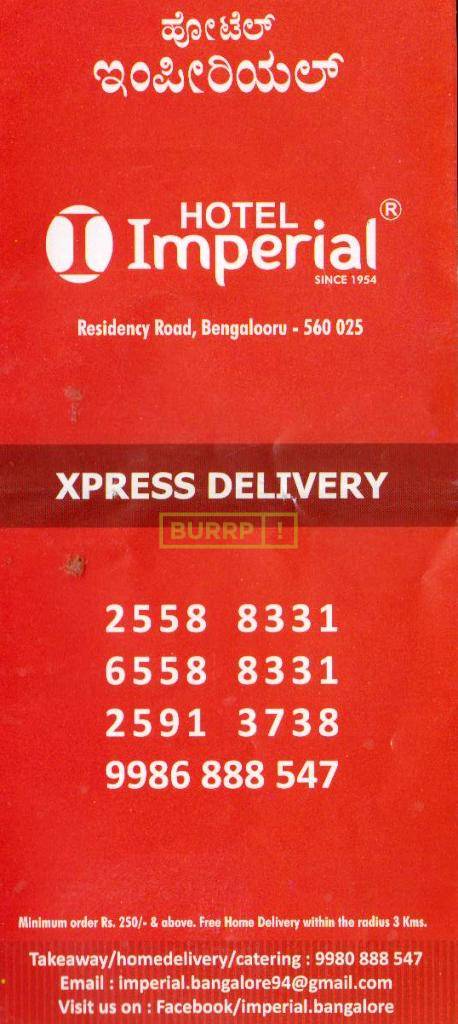 ಹೋಟೆಲ್
ಇಂಪೀರಿಯಲ್
HOTEL
Imperial®
SINCE 1954
Residency Road, Bengalooru - 560 025
XPRESS DELIVERY
BURRP!
2558 8331
6558 8331
2591 3738
9986 888 547
Minimum order Rs. 250/- & above. Free Home Delivery within the radius 3 Kms.
Takeaway/homedelivery/catering : 9980 888 547
Email : imperial.bangalore94@gmail.com
Visit us on : Facebook/imperial.bangalore